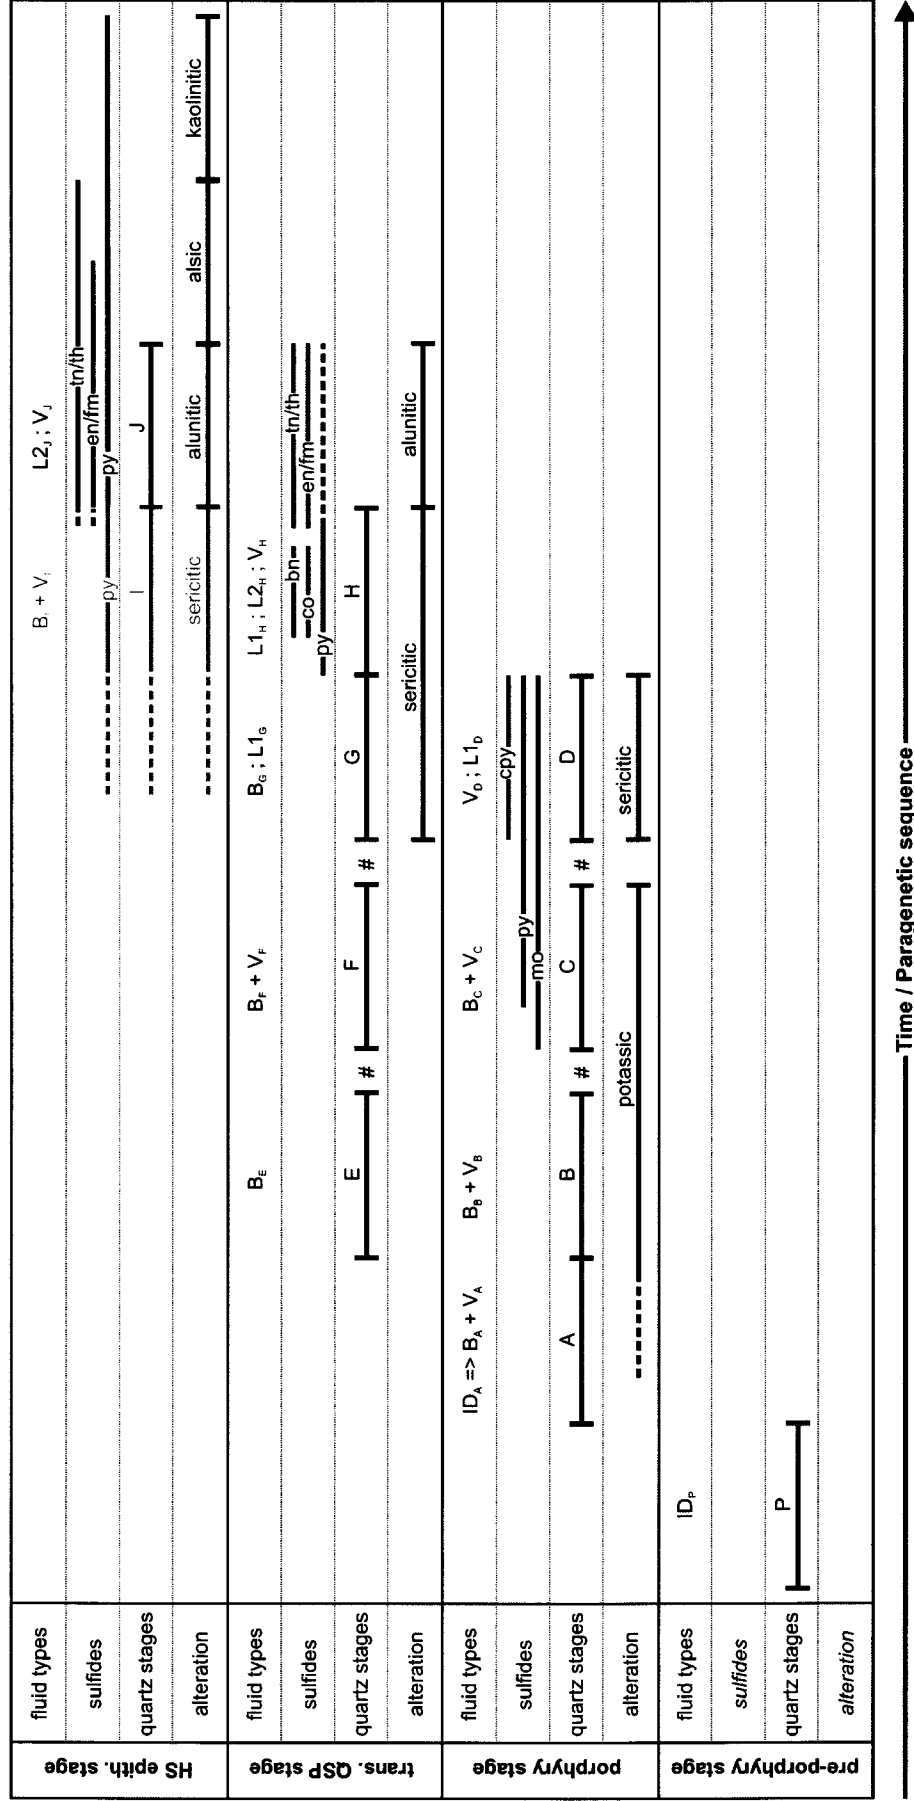 HS epith. stage
fluid types
Bᵢ + Vᵢ
L2ⱼ ; Vⱼ
sulfides
tn/th
en/fm
py
py
quartz stages
I
J
alteration
sericitic
alunitic
alsic
kaolinitic
trans. QSP stage
fluid types
B_E
B_F + V_F
B_G ; L1_G
L1_H ; L2_H ; V_H
sulfides
bn
tn/th
co
en/fm
py
quartz stages
E
#
F
#
G
H
alteration
sericitic
alunitic
porphyry stage
fluid types
ID_A => B_A + V_A
B_B + V_B
B_C + V_C
V_D ; L1_D
sulfides
cpy
py
mo
quartz stages
A
B
#
C
#
D
alteration
potassic
sericitic
pre-porphyry stage
fluid types
ID_P
sulfides
quartz stages
P
alteration
Time / Paragenetic sequence